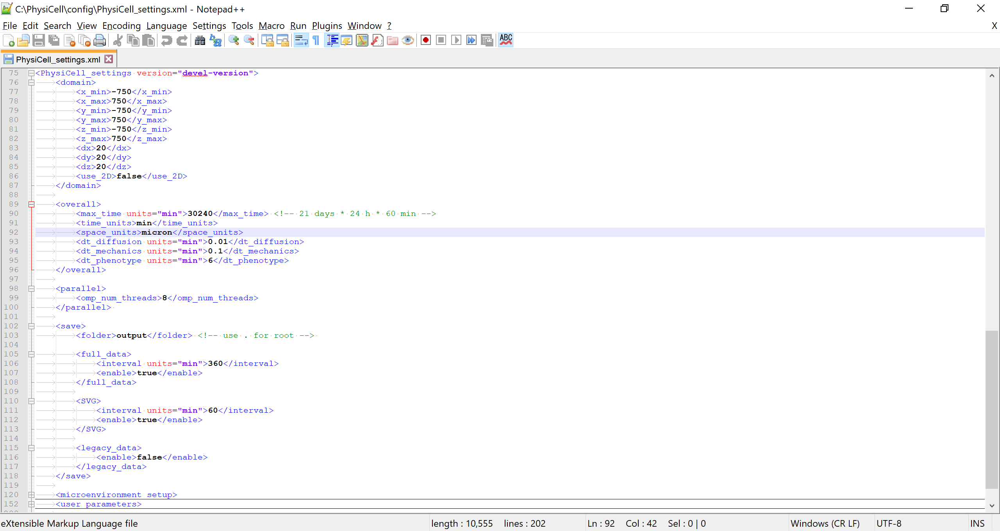 C:\PhysiCell\config\PhysiCell_settings.xml - Notepad++
File Edit Search View Encoding Language Settings Tools Macro Run Plugins Window ? X
ABC
PhysiCell_settings.xml
75 <PhysiCell_settings version="devel-version">
76 <domain>
77 <x_min>-750</x_min>
78 <x_max>750</x_max>
79 <y_min>-750</y_min>
80 <y_max>750</y_max>
81 <z_min>-750</z_min>
82 <z_max>750</z_max>
83 <dx>20</dx>
84 <dy>20</dy>
85 <dz>20</dz>
86 <use_2D>false</use_2D>
87 </domain>
88
89 <overall>
90 <max_time units="min">30240</max_time> <!-- 21 days * 24 h * 60 min -->
91 <time_units>min</time_units>
92 <space_units>micron</space_units>
93 <dt_diffusion units="min">0.01</dt_diffusion>
94 <dt_mechanics units="min">0.1</dt_mechanics>
95 <dt_phenotype units="min">6</dt_phenotype>
96 </overall>
97
98 <parallel>
99 <omp_num_threads>8</omp_num_threads>
100 </parallel>
101
102 <save>
103 <folder>output</folder> <!-- use . for root -->
104
105 <full_data>
106 <interval units="min">360</interval>
107 <enable>true</enable>
108 </full_data>
109
110 <SVG>
111 <interval units="min">60</interval>
112 <enable>true</enable>
113 </SVG>
114
115 <legacy_data>
116 <enable>false</enable>
117 </legacy_data>
118 </save>
119
120 <microenvironment_setup>
152 <user_parameters>
eXtensible Markup Language file length : 10,555 lines : 202 Ln : 92 Col : 42 Sel : 0 | 0 Windows (CR LF) UTF-8 INS